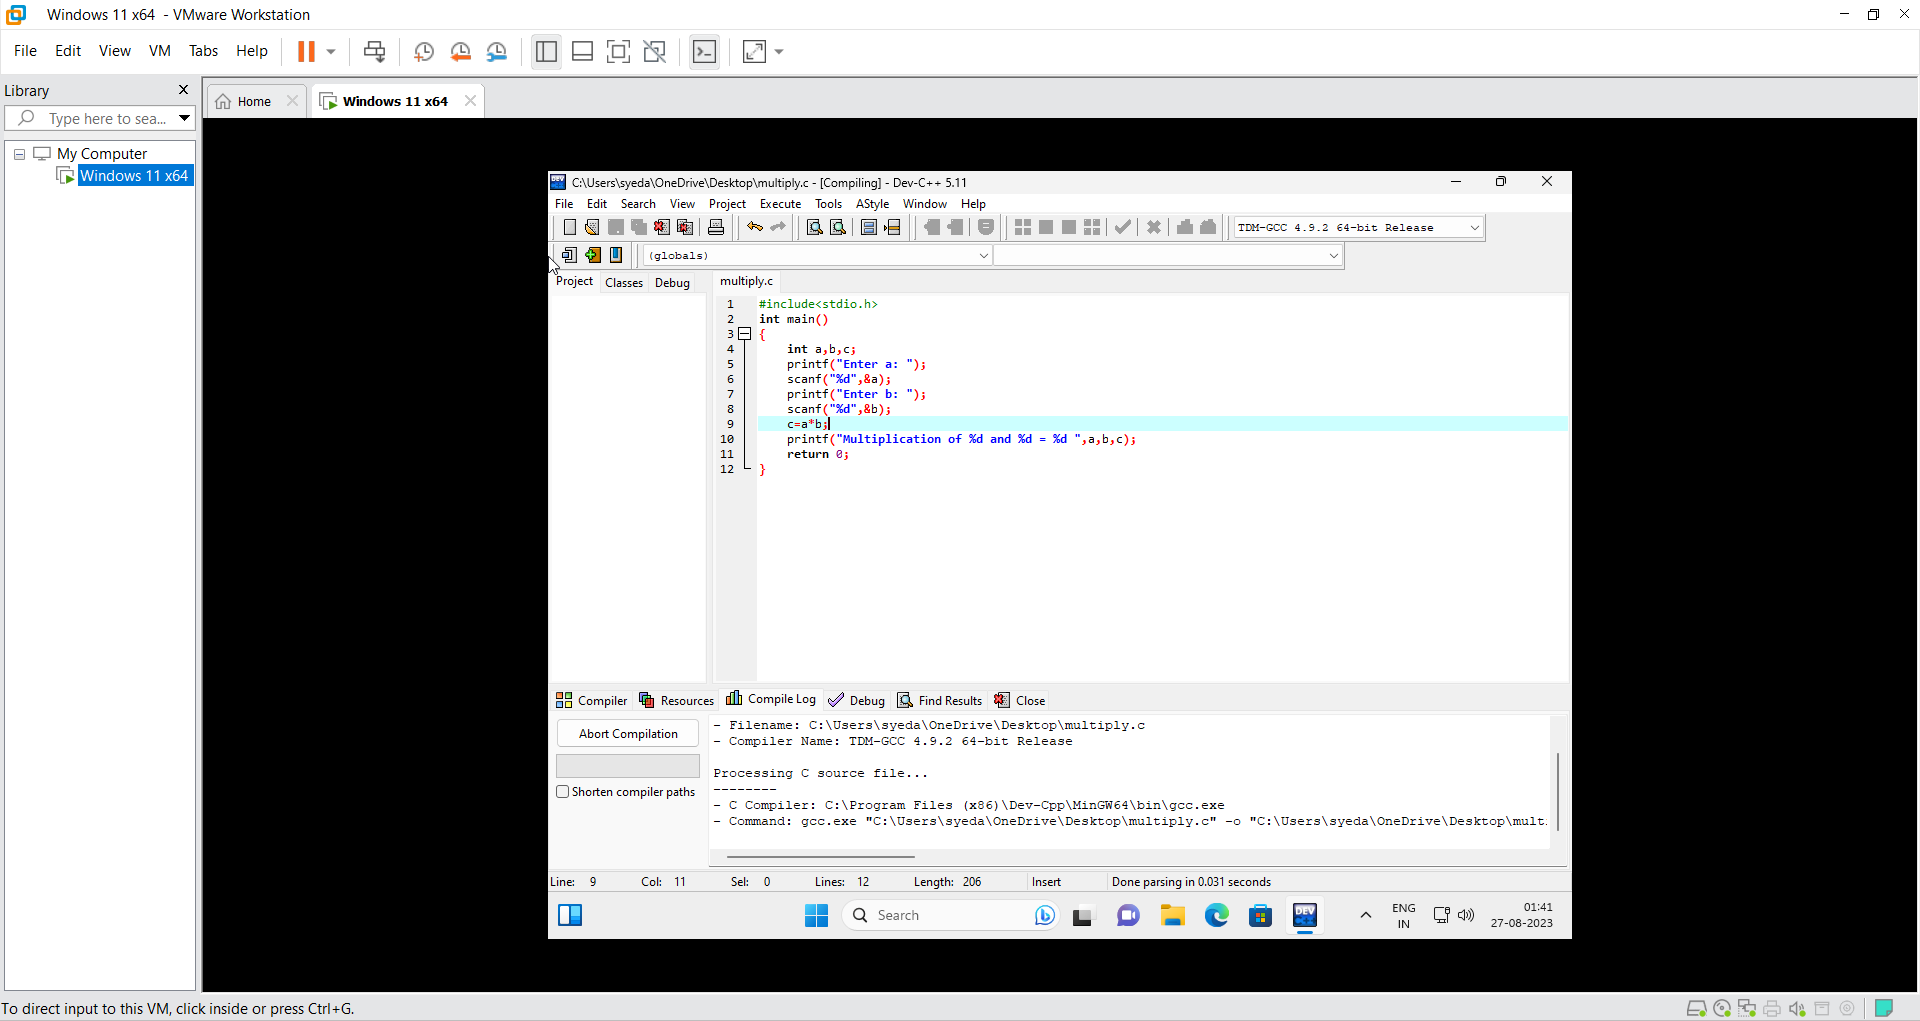 Windows 11 x64 - VMware Workstation
File Edit View VM Tabs Help
Library
Type here to sea...
My Computer
Windows 11 x64
Home
Windows 11 x64
C:\Users\syeda\OneDrive\Desktop\multiply.c - [Compiling] - Dev-C++ 5.11
File Edit Search View Project Execute Tools AStyle Window Help
TDM-GCC 4.9.2 64-bit Release
(globals)
Project Classes Debug
multiply.c
1 #include<stdio.h>
2 int main()
3 {
4 int a,b,c;
5 printf("Enter a: ");
6 scanf("%d",&a);
7 printf("Enter b: ");
8 scanf("%d",&b);
9 c=a*b;
10 printf("Multiplication of %d and %d = %d ",a,b,c);
11 return 0;
12 }
Compiler Resources Compile Log Debug Find Results Close
Abort Compilation
Shorten compiler paths
- Filename: C:\Users\syeda\OneDrive\Desktop\multiply.c
- Compiler Name: TDM-GCC 4.9.2 64-bit Release
Processing C source file...
--------
- C Compiler: C:\Program Files (x86)\Dev-Cpp\MinGW64\bin\gcc.exe
- Command: gcc.exe "C:\Users\syeda\OneDrive\Desktop\multiply.c" -o "C:\Users\syeda\OneDrive\Desktop\mult
Line: 9 Col: 11 Sel: 0 Lines: 12 Length: 206 Insert Done parsing in 0.031 seconds
Search
DEV
C++
ENG
IN
01:41
27-08-2023
To direct input to this VM, click inside or press Ctrl+G.